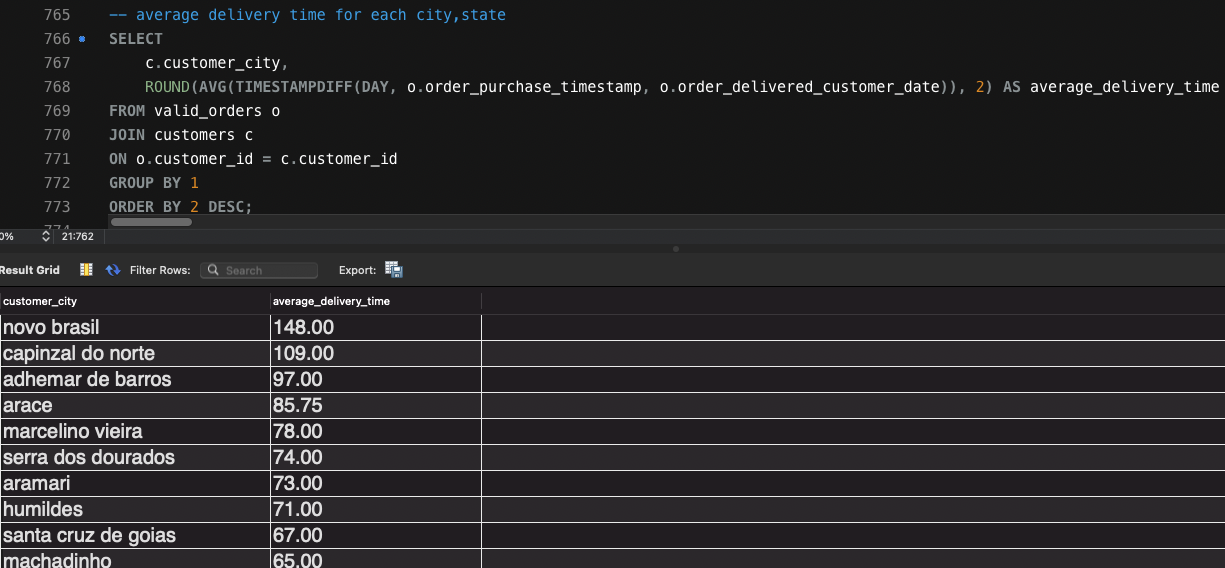 765 -- average delivery time for each city,state
766 SELECT
767 c.customer_city,
768 ROUND(AVG(TIMESTAMPDIFF(DAY, o.order_purchase_timestamp, o.order_delivered_customer_date)), 2) AS average_delivery_time
769 FROM valid_orders o
770 JOIN customers c
771 ON o.customer_id = c.customer_id
772 GROUP BY 1
773 ORDER BY 2 DESC;
774
0% 21:762
Result Grid Filter Rows: Search Export:
customer_city average_delivery_time
novo brasil 148.00
capinzal do norte 109.00
adhemar de barros 97.00
arace 85.75
marcelino vieira 78.00
serra dos dourados 74.00
aramari 73.00
humildes 71.00
santa cruz de goias 67.00
machadinho 65.00